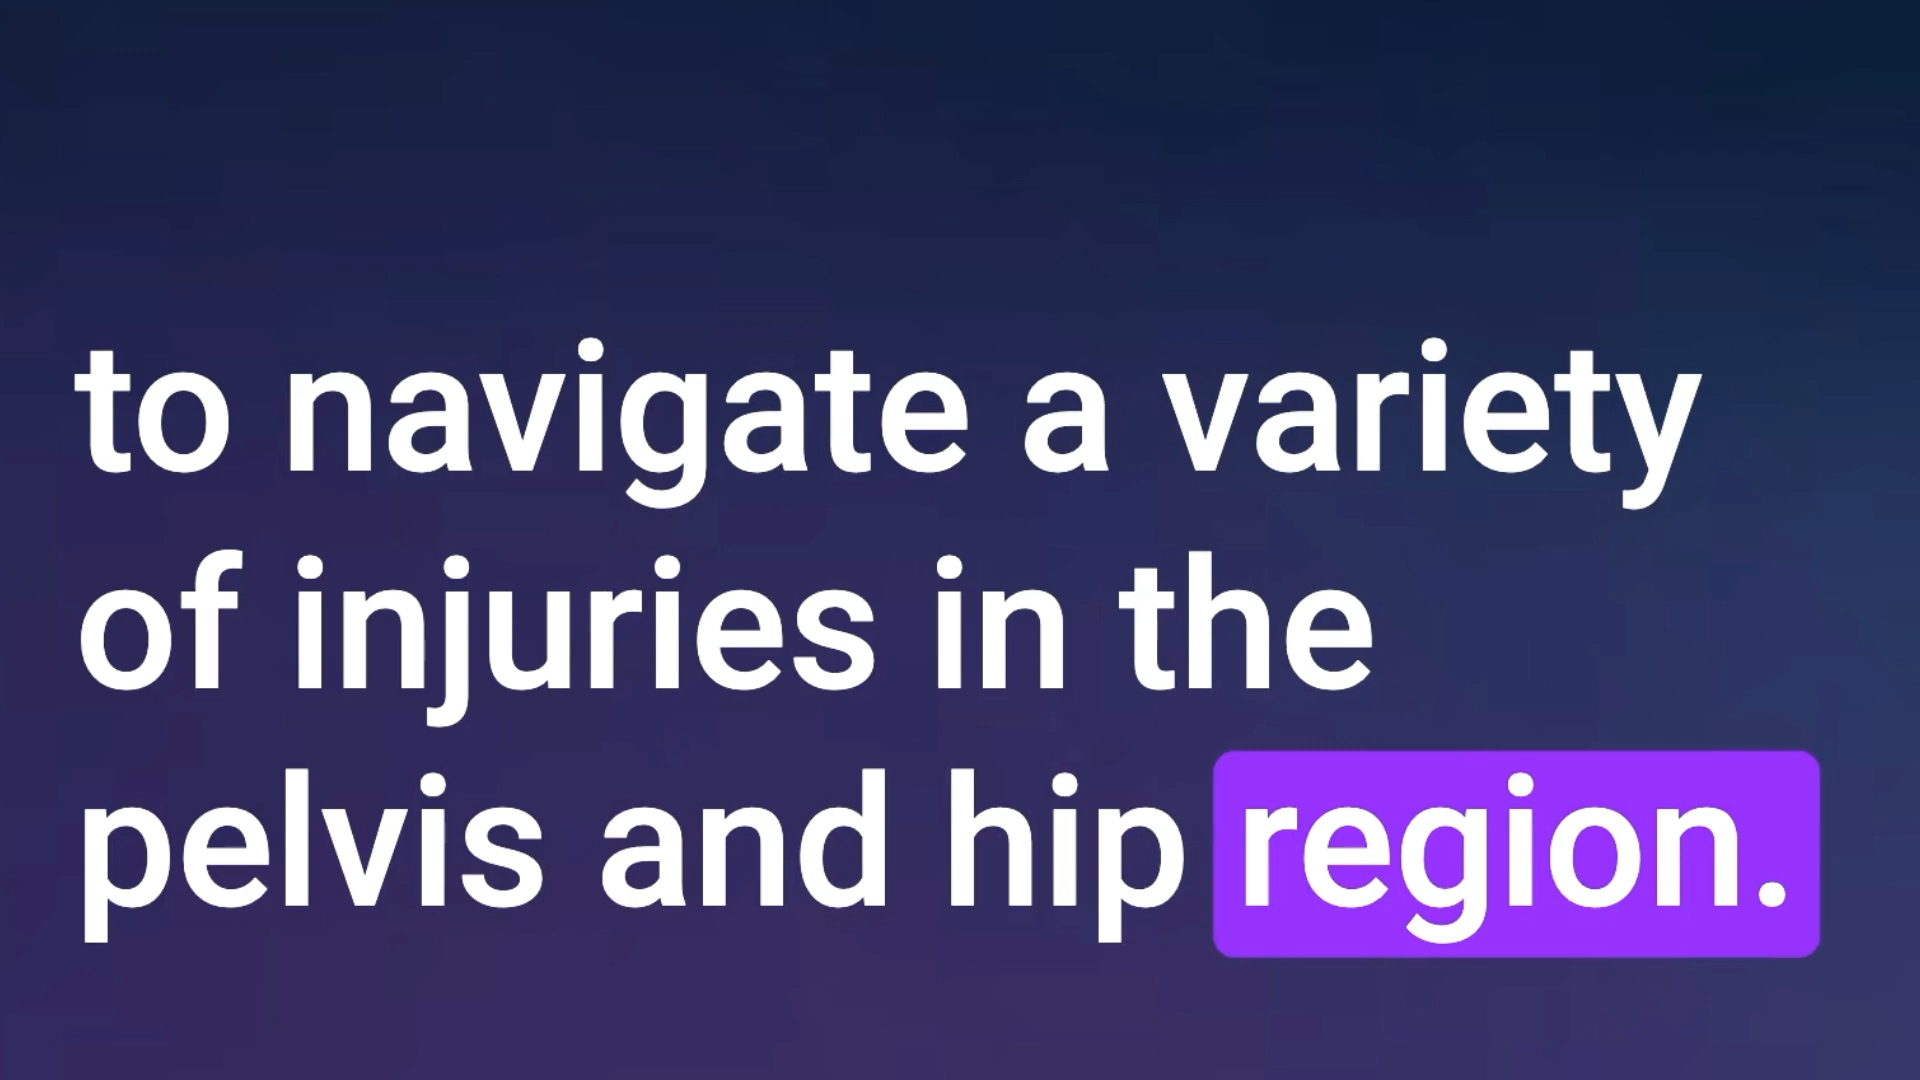 to navigate a variety
of injuries in the
pelvis and hip region.